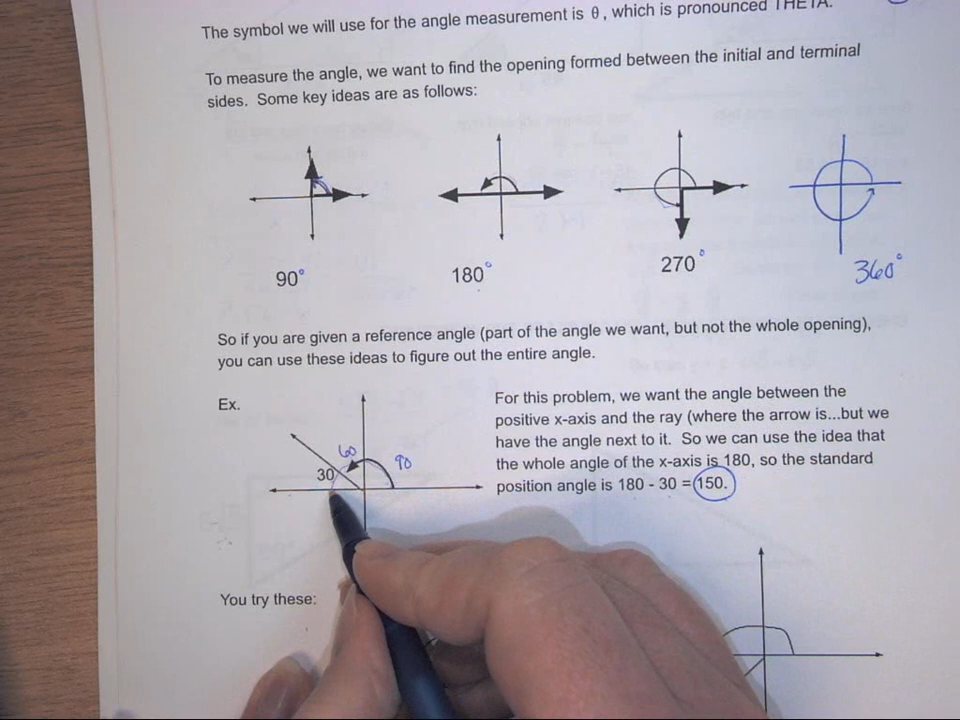 The symbol we will use for the angle measurement is θ, which is pronounced THETA.
To measure the angle, we want to find the opening formed between the initial and terminal
sides. Some key ideas are as follows:
90° 180° 270° 360°
So if you are given a reference angle (part of the angle we want, but not the whole opening),
you can use these ideas to figure out the entire angle.
Ex.
60
90
30
For this problem, we want the angle between the
positive x-axis and the ray (where the arrow is...but we
have the angle next to it. So we can use the idea that
the whole angle of the x-axis is 180, so the standard
position angle is 180 - 30 = 150.
You try these: